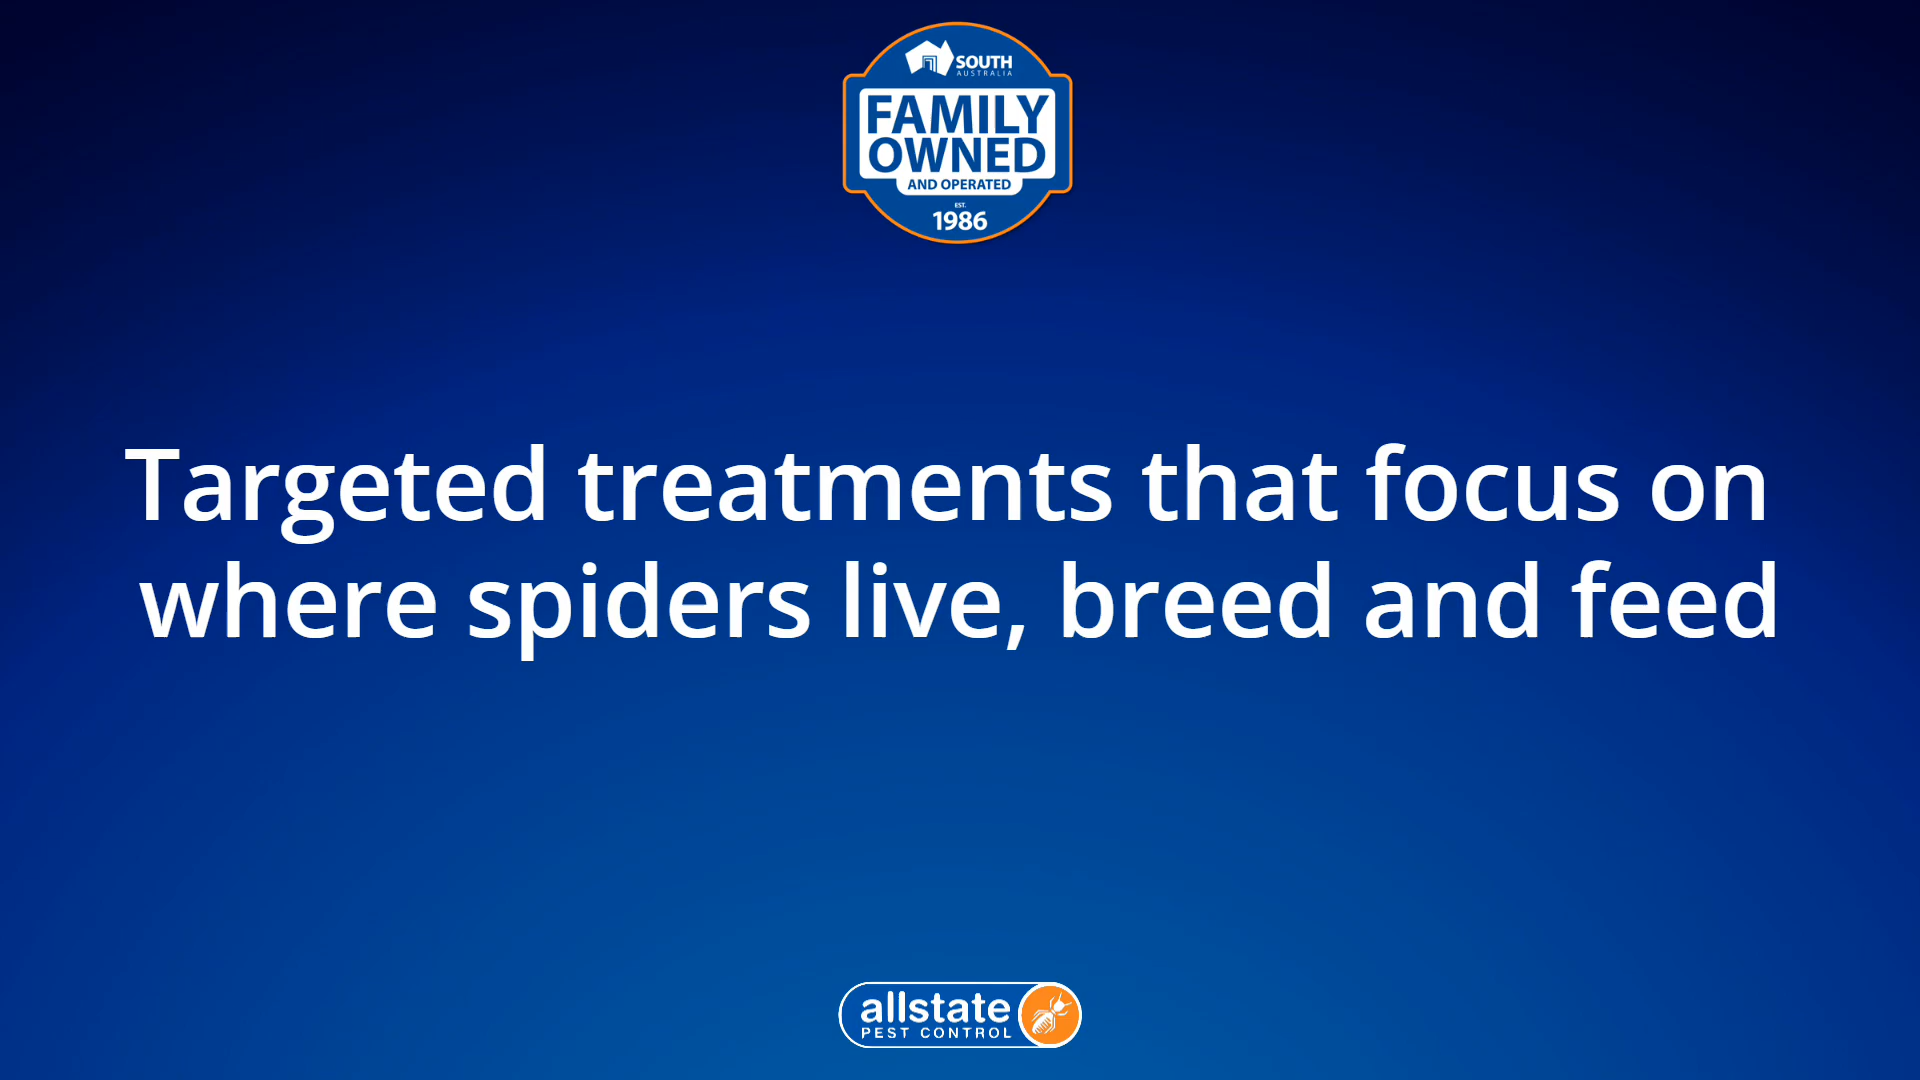 SOUTH
AUSTRALIA
FAMILY
OWNED
AND OPERATED
EST.
1986
Targeted treatments that focus on
where spiders live, breed and feed
allstate
PEST CONTROL